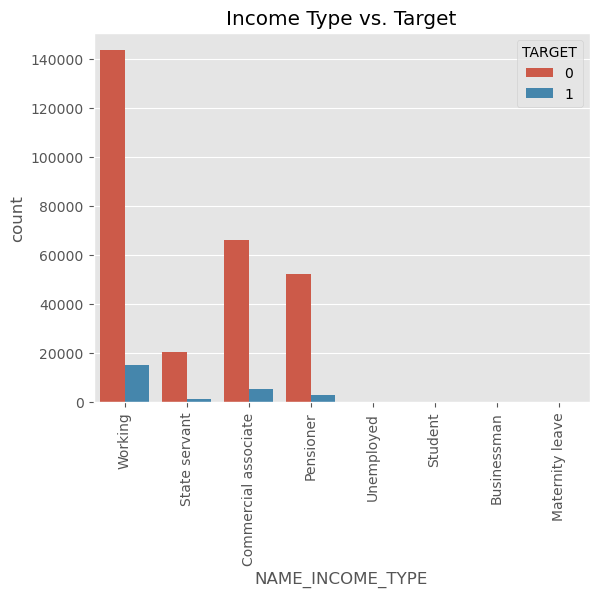 Income Type vs. Target
TARGET
0
1
140000
120000
100000
80000
60000
40000
20000
0
count
Working
State servant
Commercial associate
Pensioner
Unemployed
Student
Businessman
Maternity leave
NAME_INCOME_TYPE